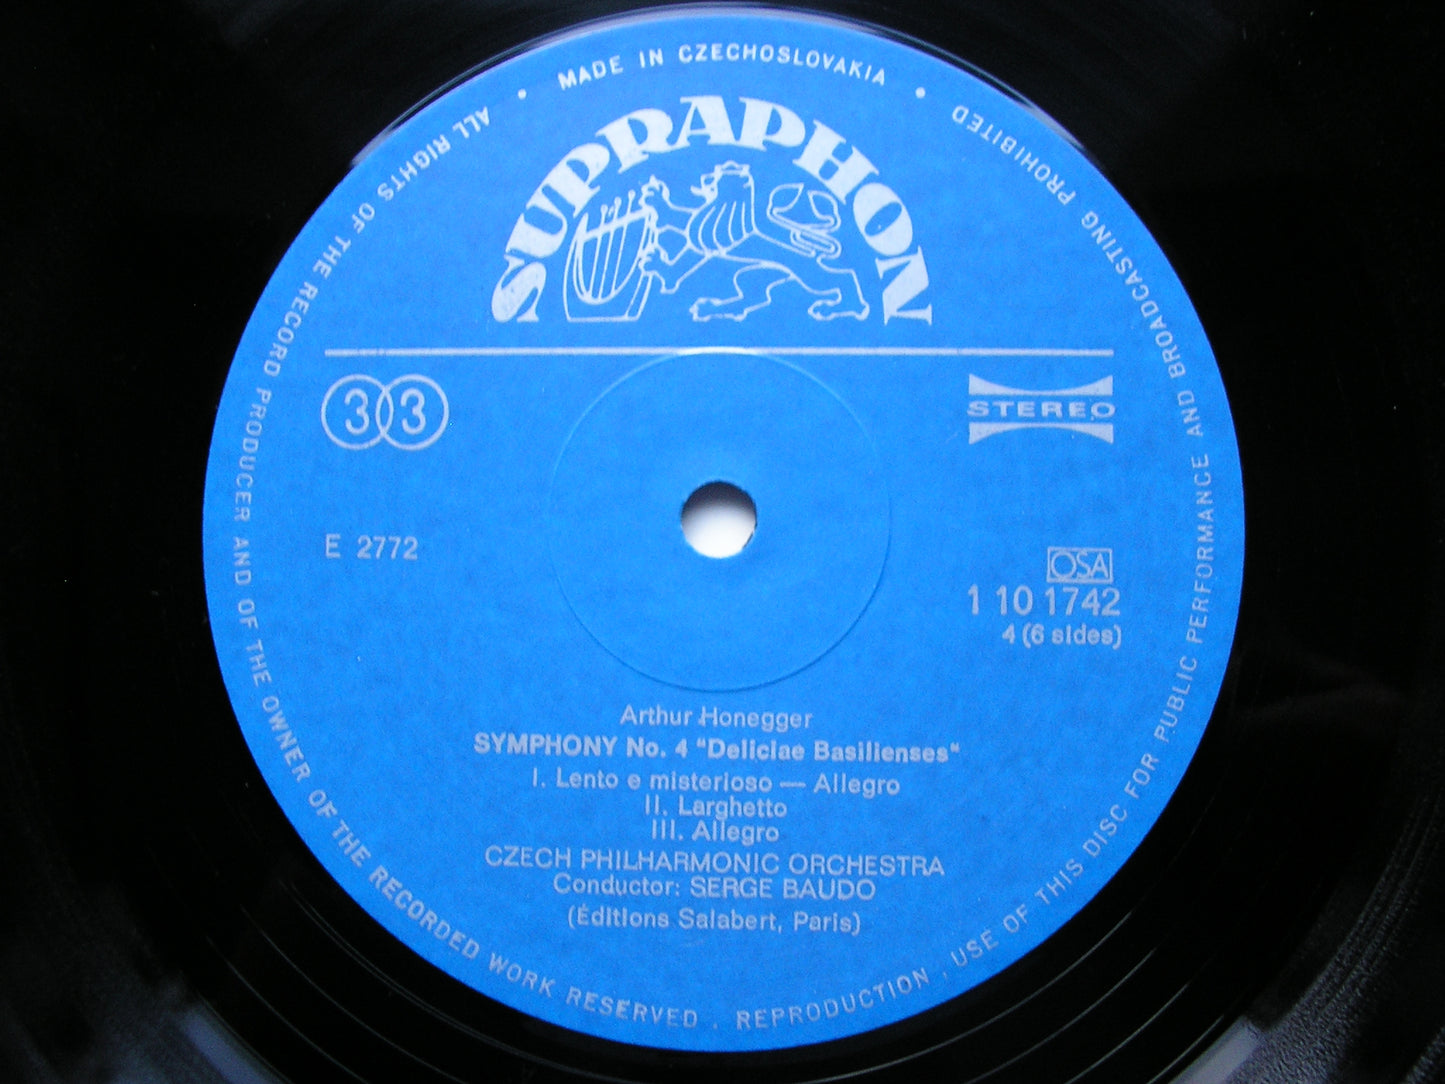 MADE IN CZECHOSLOVAKIA
ALL RIGHTS OF THE RECORD PRODUCER AND OF THE OWNER OF THE RECORDED WORK RESERVED . REPRODUCTION , USE OF THIS DISC FOR PUBLIC PERFORMANCE AND BROADCASTING PROHIBITED
SUPRAPHON
33
STEREO
E 2772
OSA
1 10 1742
4 (6 sides)
Arthur Honegger
SYMPHONY No. 4 "Deliciae Basilienses"
I. Lento e misterioso — Allegro
II. Larghetto
III. Allegro
CZECH PHILHARMONIC ORCHESTRA
Conductor: SERGE BAUDO
(Éditions Salabert, Paris)